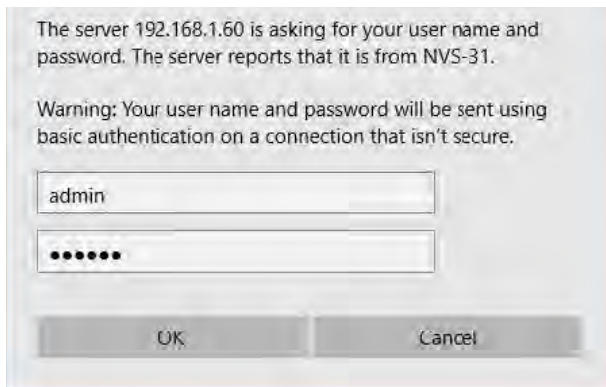 The server 192.168.1.60 is asking for your user name and
password. The server reports that it is from NVS-31.
Warning: Your user name and password will be sent using
basic authentication on a connection that isn't secure.
admin
●●●●●●
OK
Cancel